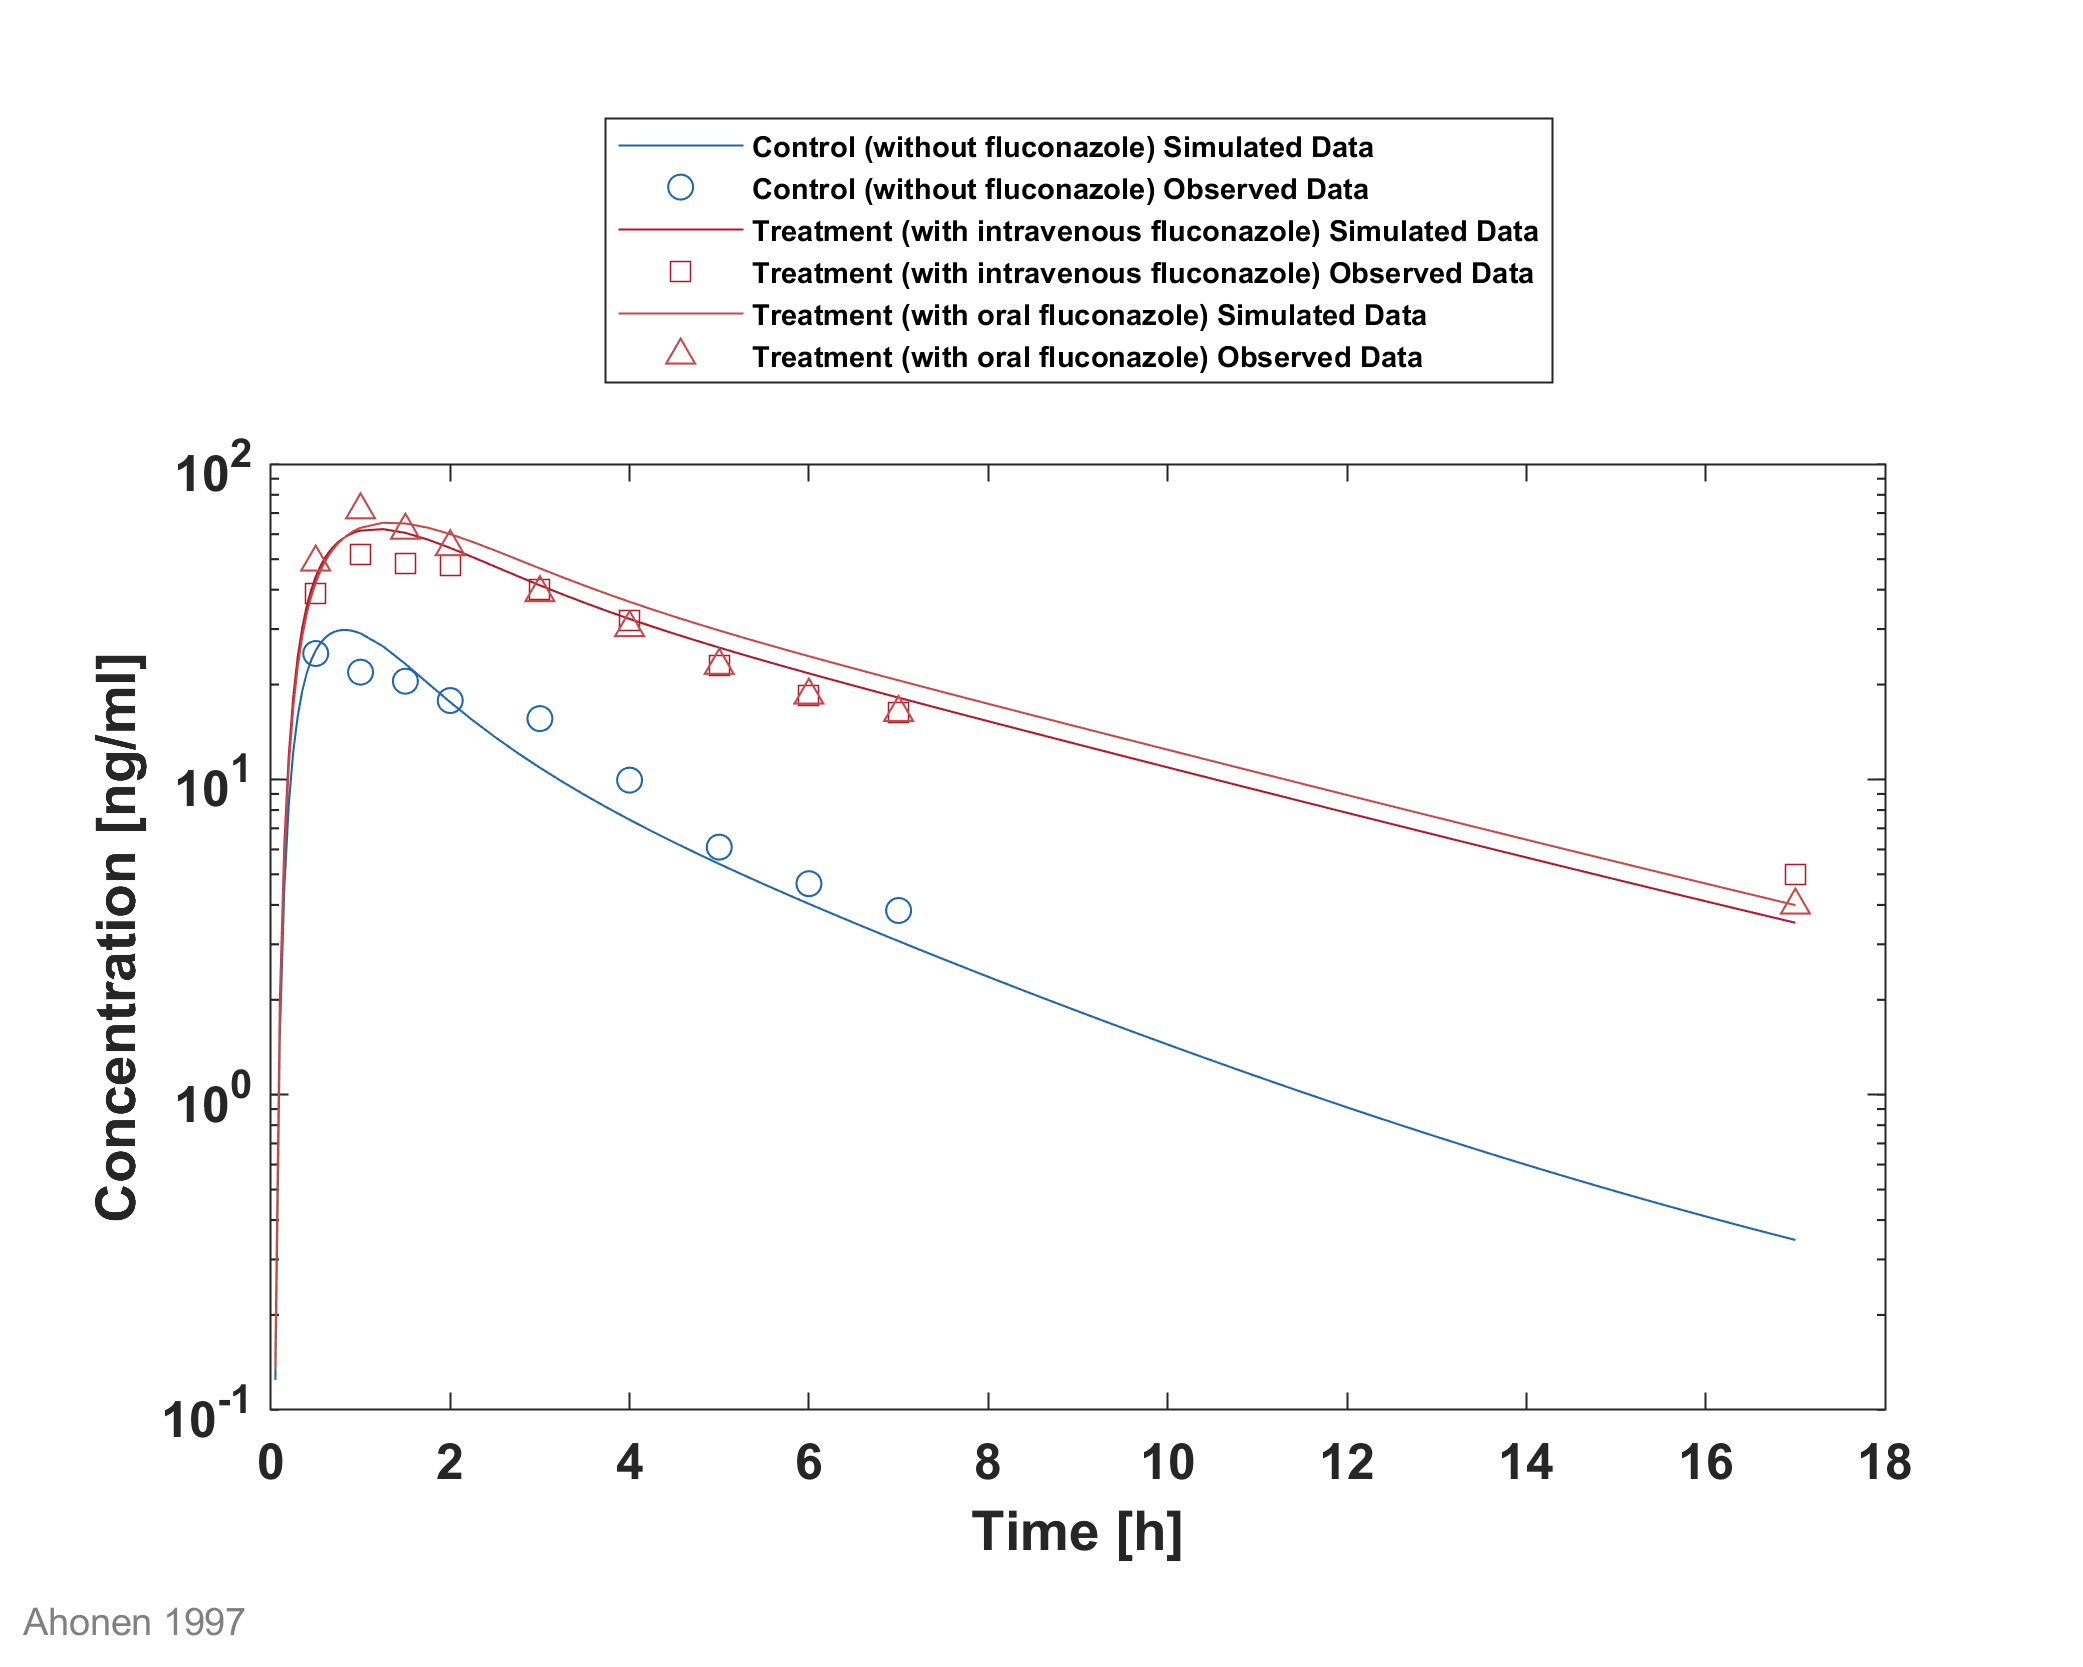 Control (without fluconazole) Simulated Data
Control (without fluconazole) Observed Data
Treatment (with intravenous fluconazole) Simulated Data
Treatment (with intravenous fluconazole) Observed Data
Treatment (with oral fluconazole) Simulated Data
Treatment (with oral fluconazole) Observed Data
10^2
10^1
10^0
10^-1
Concentration [ng/ml]
0 2 4 6 8 10 12 14 16 18
Time [h]
Ahonen 1997